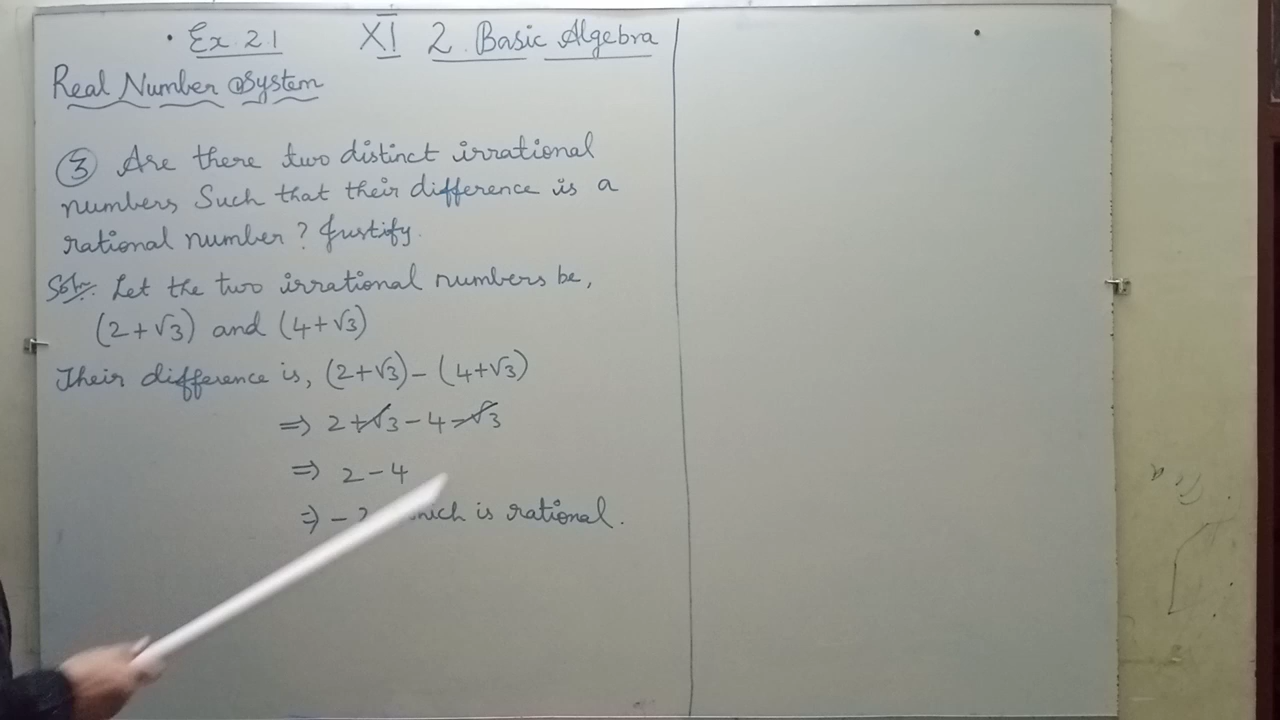 Ex 2.1 XI 2. Basic Algebra
Real Number System
③ Are there two distinct irrational
numbers, Such that their difference is a
rational number? Justify.
Soln: Let the two irrational numbers be,
(2+√3) and (4+√3)
Their difference is, (2+√3) - (4+√3)
⇒ 2+√3 - 4-√3
⇒ 2-4
⇒ -2 is rational.